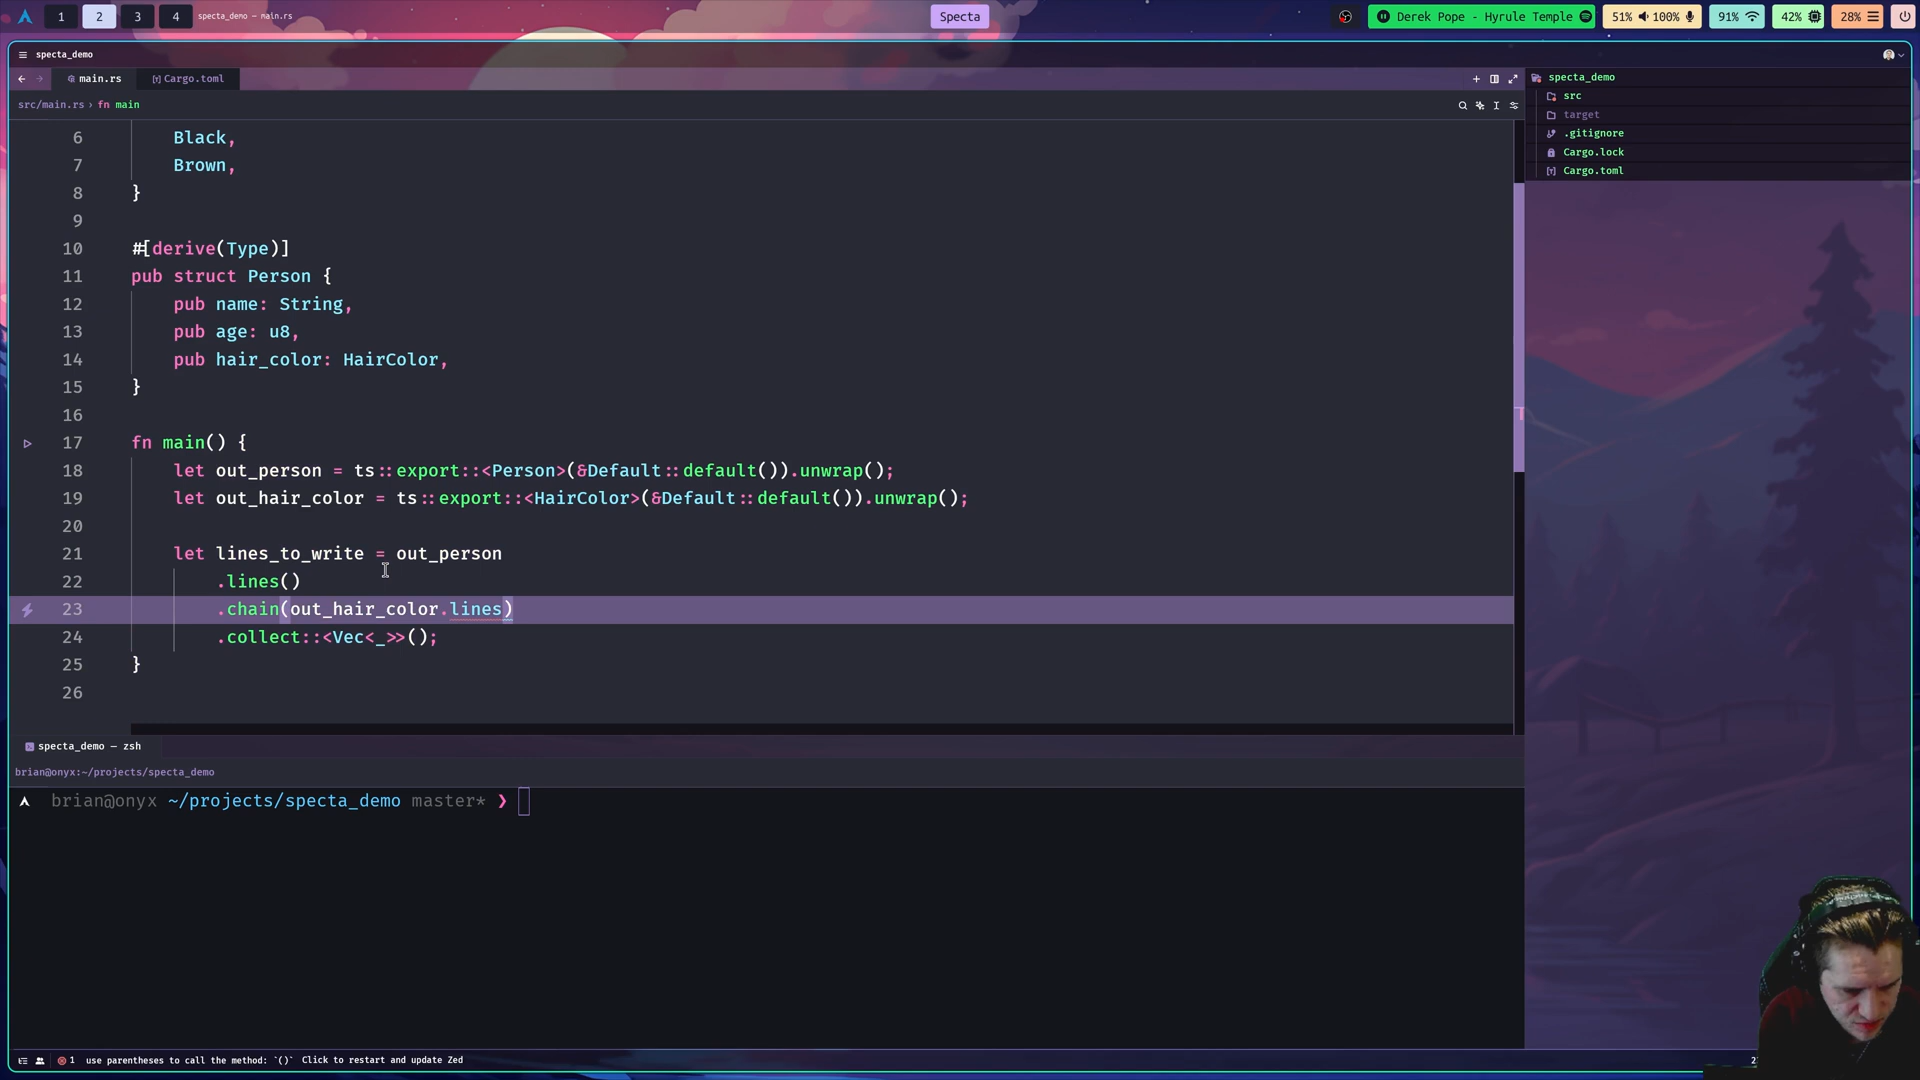 1 2 3 4 specta_demo — main.rs Specta Derek Pope - Hyrule Temple 51% 100% 91% 42% 28%
specta_demo
main.rs Cargo.toml
src/main.rs › fn main
6 Black,
7 Brown,
8 }
9
10 #[derive(Type)]
11 pub struct Person {
12 pub name: String,
13 pub age: u8,
14 pub hair_color: HairColor,
15 }
16
17 fn main() {
18 let out_person = ts::export::<Person>(&Default::default()).unwrap();
19 let out_hair_color = ts::export::<HairColor>(&Default::default()).unwrap();
20
21 let lines_to_write = out_person
22 .lines()
23 .chain(out_hair_color.lines)
24 .collect::<Vec<_>>();
25 }
26
specta_demo
src
target
.gitignore
Cargo.lock
Cargo.toml
specta_demo — zsh
brian@onyx:~/projects/specta_demo
brian@onyx ~/projects/specta_demo master* ❯
1 use parentheses to call the method: `()` Click to restart and update Zed